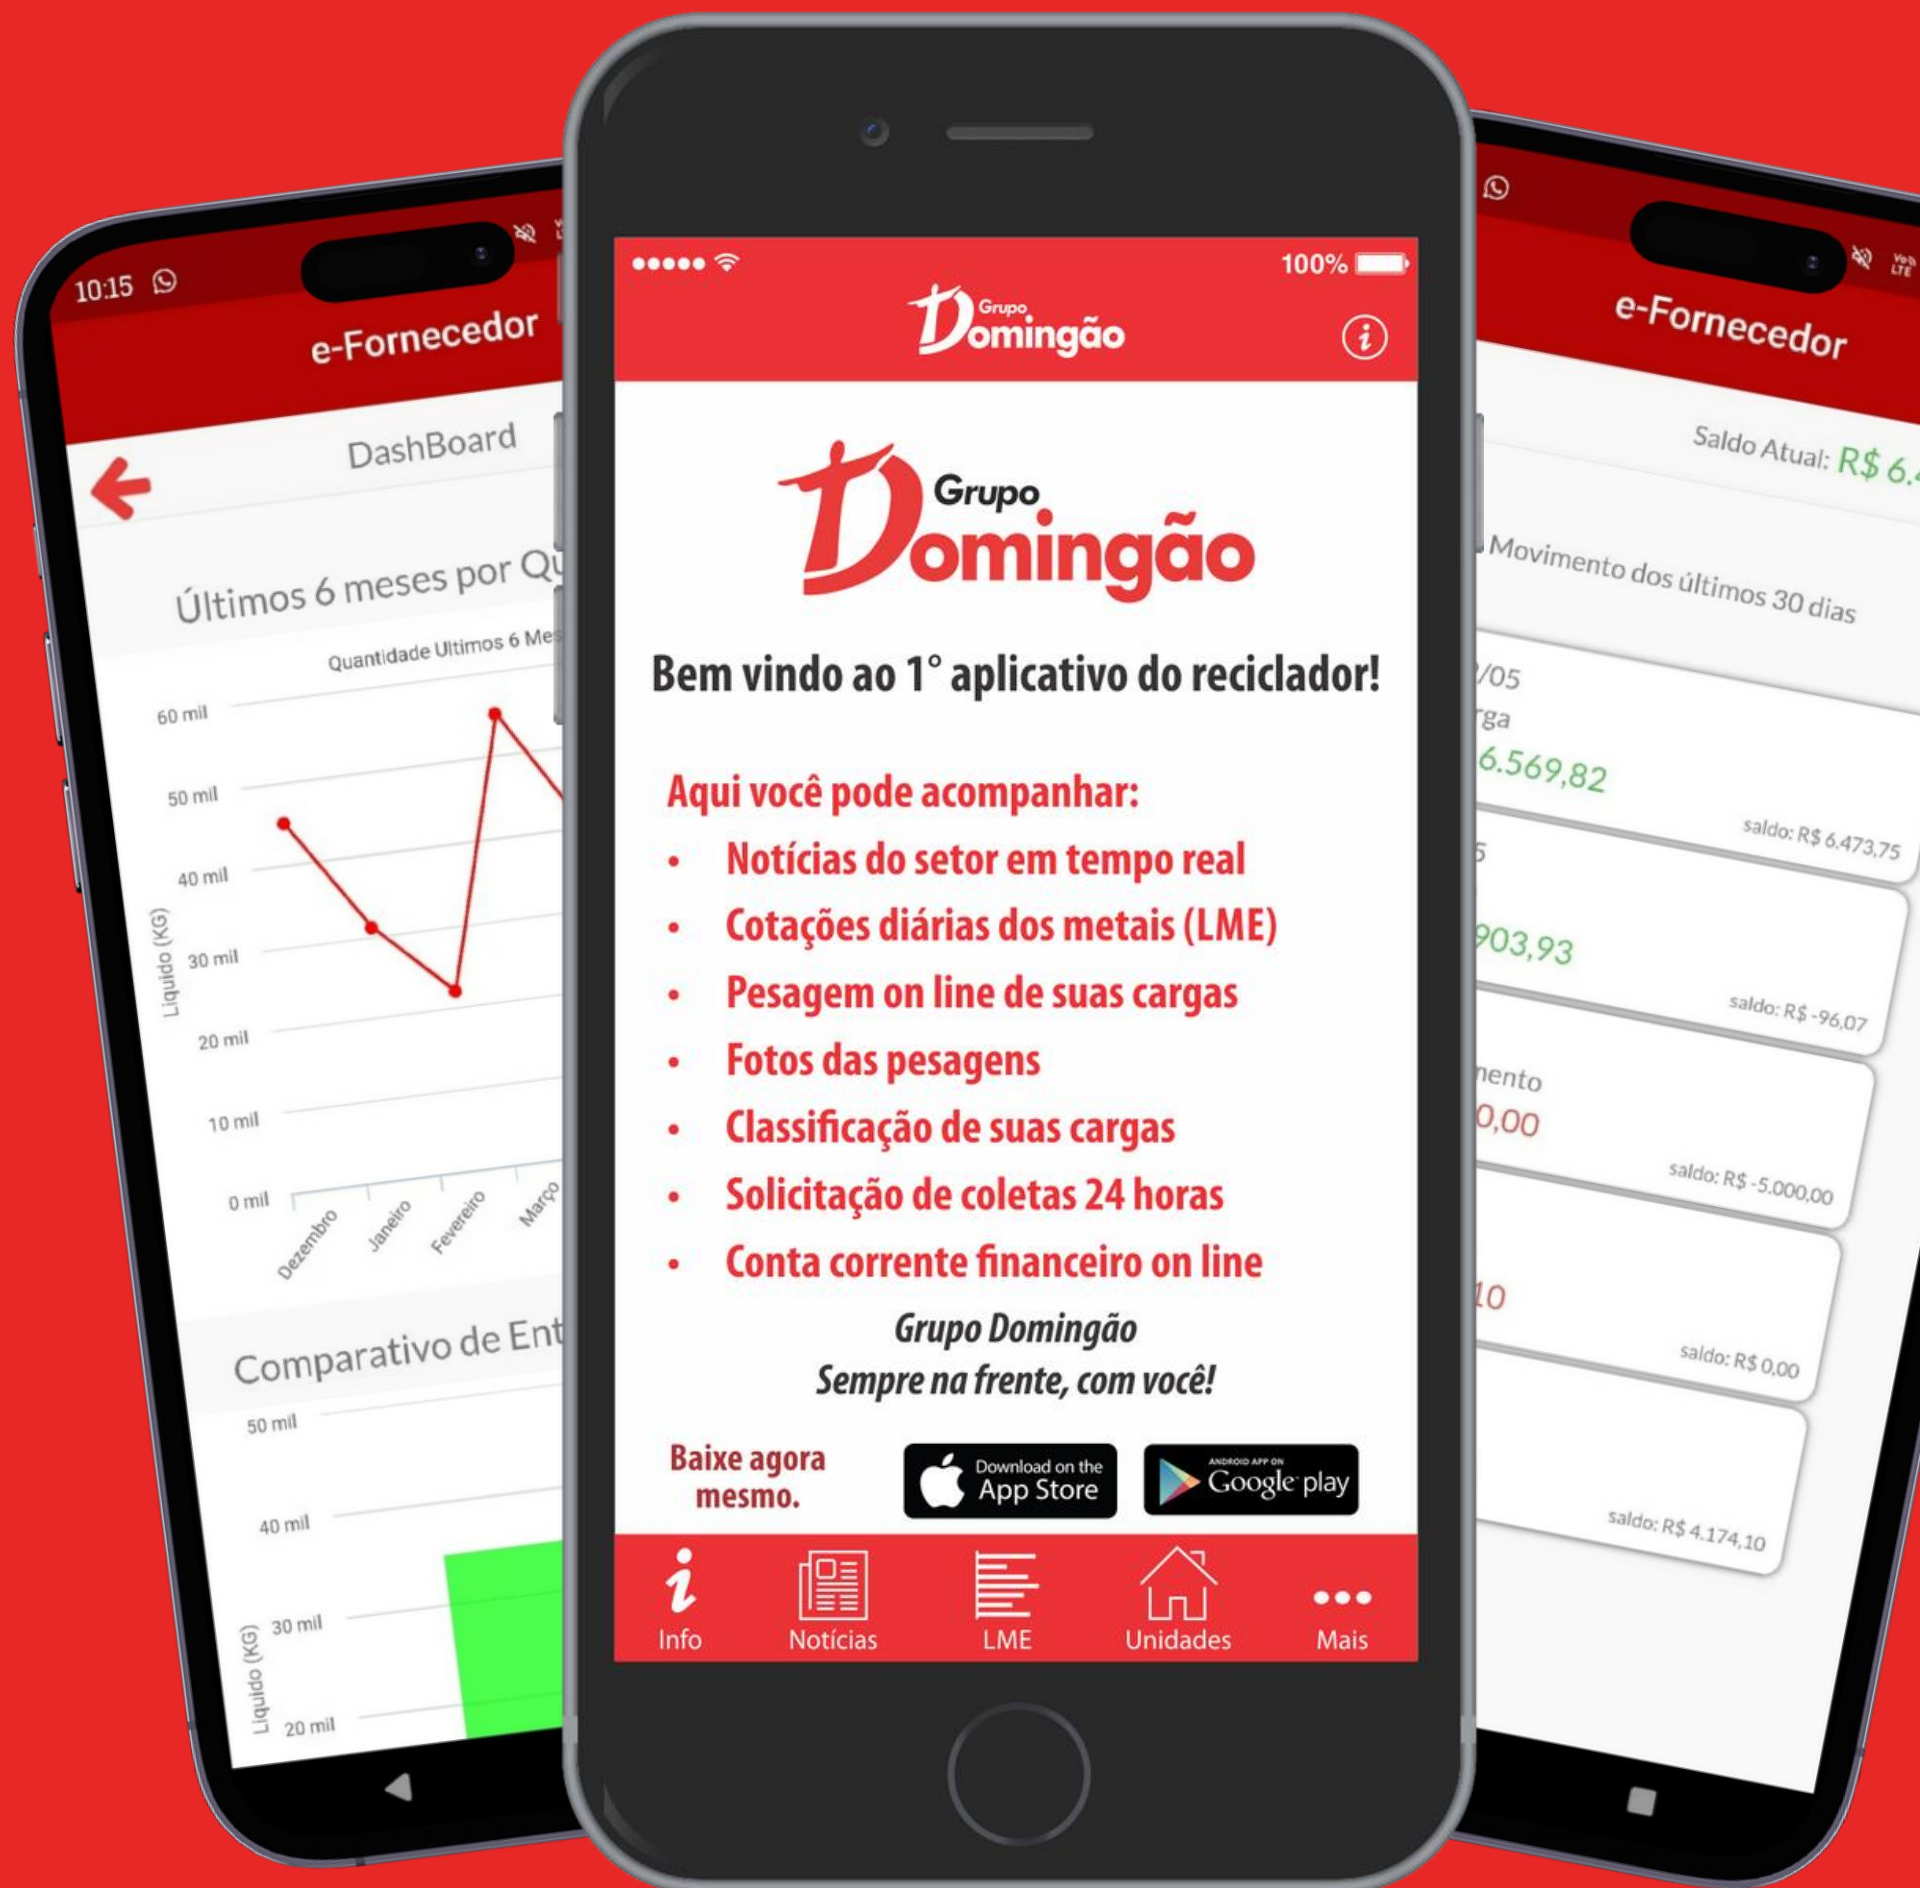 10:15
e-Fornecedor
DashBoard
Últimos 6 meses por
Quantidade Ultimos 6
60 mil
50 mil
40 mil
30 mil
20 mil
10 mil
0 mil
Liquido (KG)
Dezembro
Janeiro
Fevereiro
Março
Comparativo de
50 mil
40 mil
30 mil
20 mil
Liquido (KG)
100%
Grupo
Domingão
Grupo
Domingão
Bem vindo ao 1° aplicativo do reciclador!
Aqui você pode acompanhar:
• Notícias do setor em tempo real
• Cotações diárias dos metais (LME)
• Pesagem on line de suas cargas
• Fotos das pesagens
• Classificação de suas cargas
• Solicitação de coletas 24 horas
• Conta corrente financeiro on line
Grupo Domingão
Sempre na frente, com você!
Baixe agora
mesmo.
Download on the
App Store
ANDROID APP ON
Google play
Info
Notícias
LME
Unidades
Mais
LTE
e-Fornecedor
Saldo Atual: R$ 6.
Movimento dos últimos 30 dias
/05
6.569,82
saldo: R$ 6.473,75
903,93
saldo: R$ -96,07
0,00
saldo: R$ -5.000,00
10
saldo: R$ 0,00
saldo: R$ 4.174,10